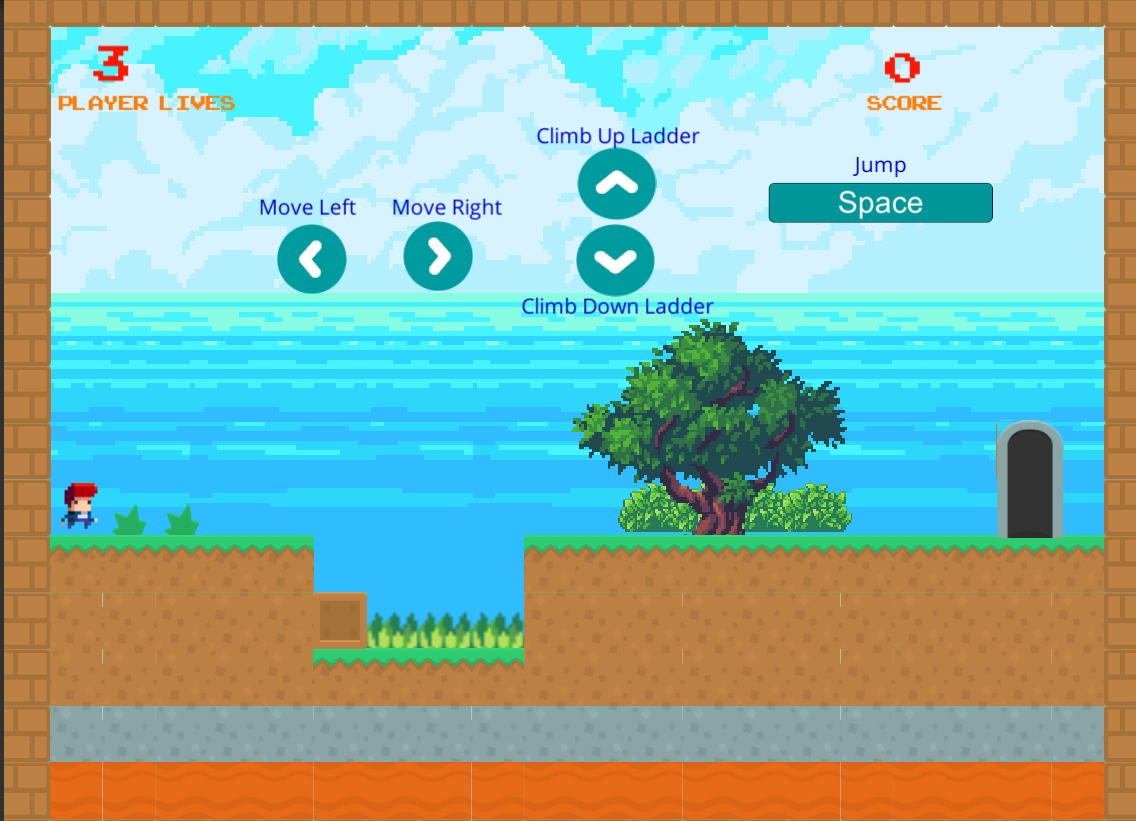 3
PLAYER LIVES
0
SCORE
Climb Up Ladder
Jump
Space
Move Left
Move Right
Climb Down Ladder